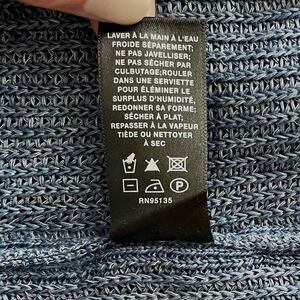 LAVER À LA MAIN À L'EAU
FROIDE SÉPARÉMENT;
NE PAS JAVELLISER;
NE PAS SÉCHER PAR
CULBUTAGE;ROULER
DANS UNE SERVIETTE
POUR ÉLEMINER LE
SURPLUS D'HUMIDITÉ,
REDONNER SA FORME;
SÉCHER À PLAT;
REPASSER À LA VAPEUR
TIÈDE OU NETTOYER
À SEC
P
RN95135